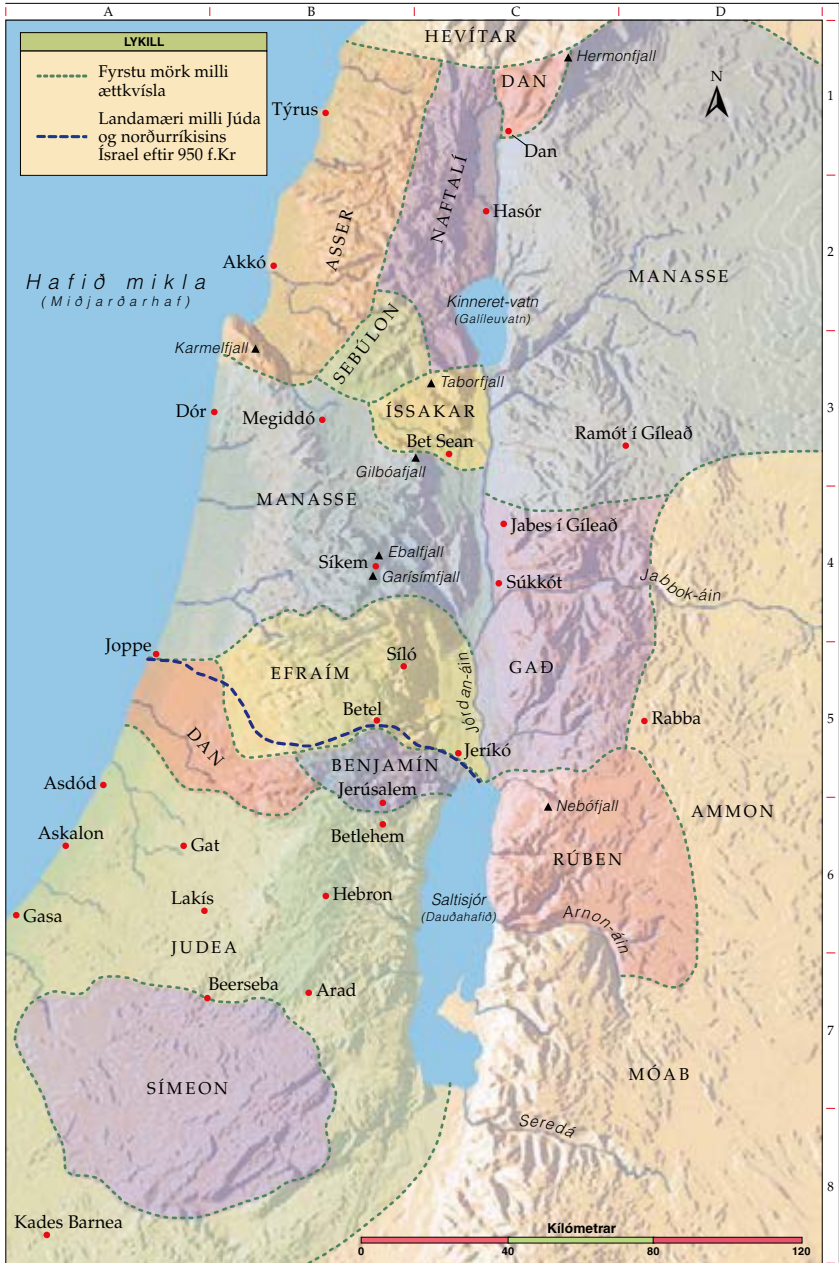 A
B
C
D
LYKILL
Fyrstu mörk milli
ættkvísla
Landamæri milli Júda
og norðurríkisins
Ísrael eftir 950 f.Kr
HEVÍTAR
Hermonfjall
DAN
N
1
Týrus
Dan
NAFTALÍ
Hasór
ASSER
2
Akkó
MANASSE
Hafið mikla
(Miðjarðarhaf)
Kinneret-vatn
(Galíleuvatn)
SEBÚLON
Karmelfjall
Taborfjall
3
Dór
Megiddó
ÍSSAKAR
Bet Sean
Ramót í Gíleað
Gilbóafjall
MANASSE
Jabes í Gíleað
4
Ebalfjall
Síkem
Garísímfjall
Súkkót
Jabbok-áin
Joppe
EFRAÍM
Síló
Jórdan-áin
GAÐ
Betel
Rabba
5
DAN
Jeríkó
BENJAMÍN
Asdód
Jerúsalem
Nebófjall
AMMON
Askalon
Gat
Betlehem
RÚBEN
6
Lakís
Hebron
Saltisjór
(Dauðahafið)
Gasa
Arnon-áin
JUDEA
Beerseba
Arad
7
SÍMEON
MÓAB
Seredá
8
Kades Barnea
Kílómetrar
0
40
80
120